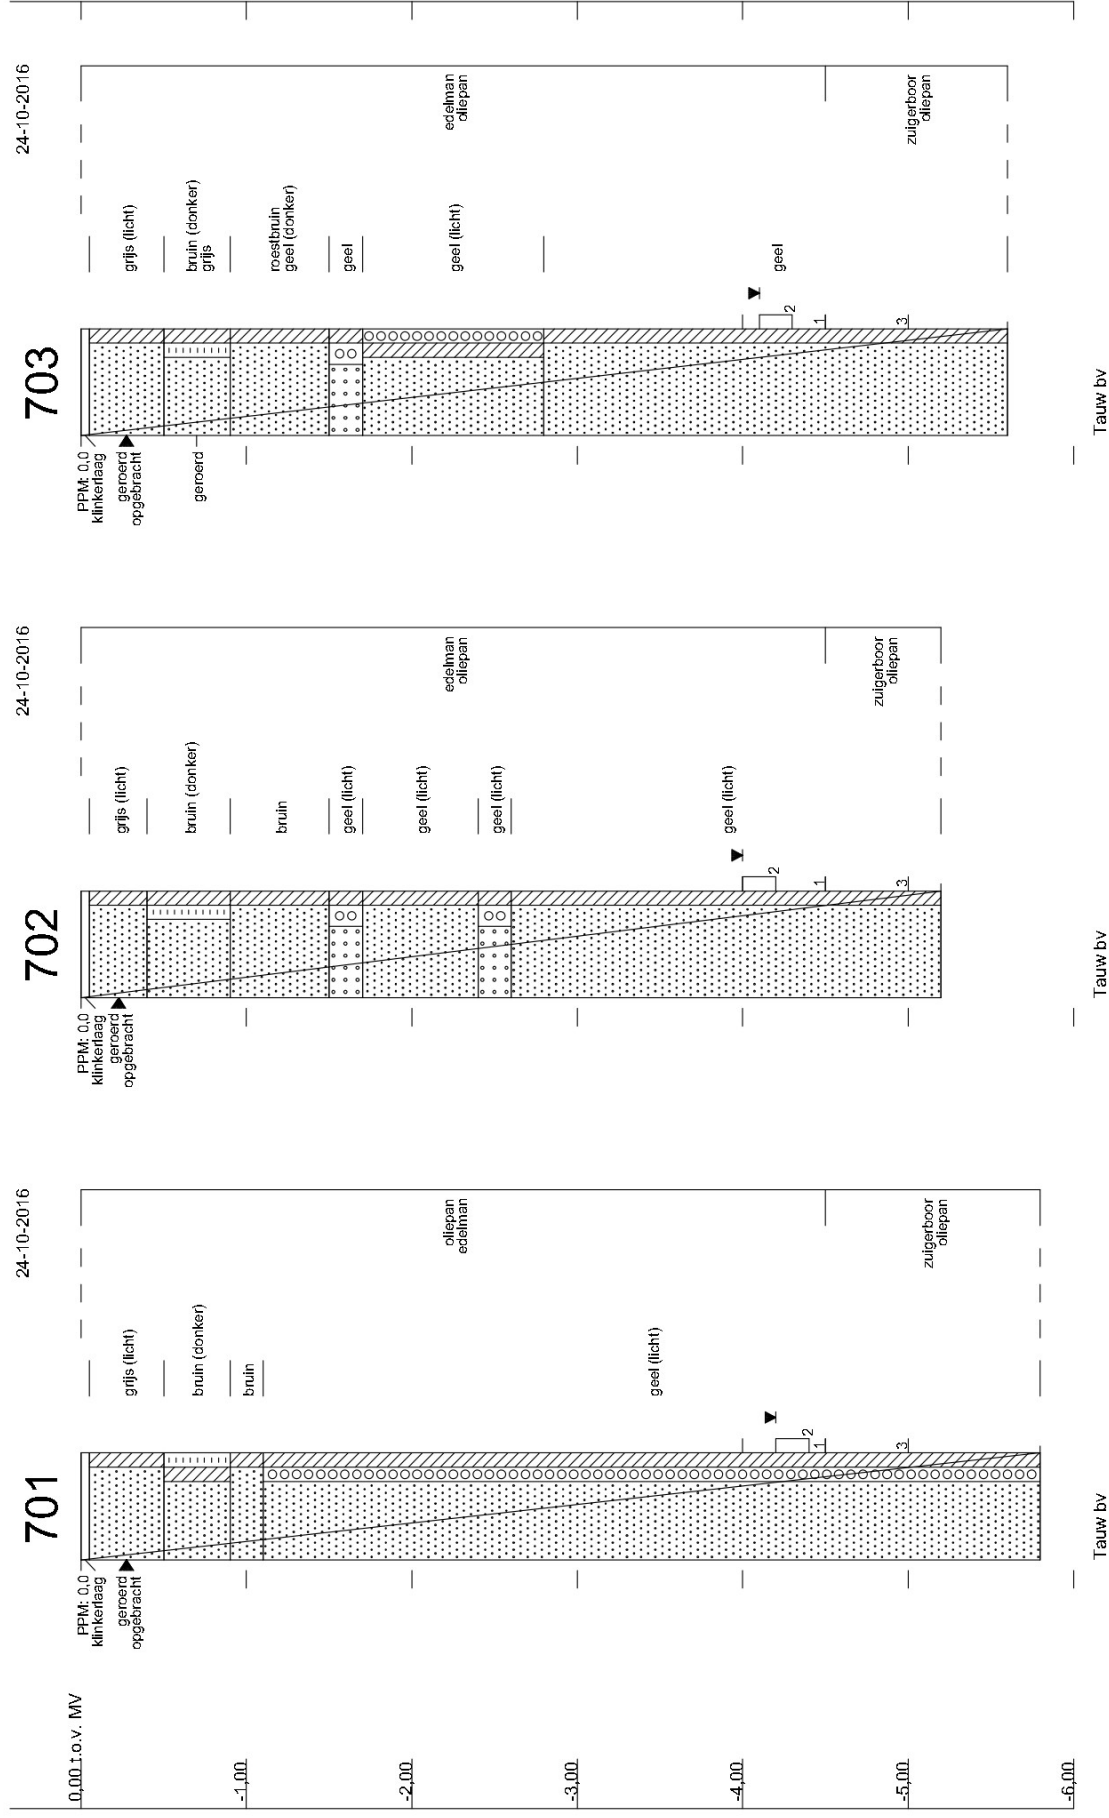 701
24-10-2016
PPM: 0,0
klinkerlaag
geroerd
opgebracht
grijs (licht)
bruin (donker)
bruin
geel (licht)
2
1
3
oliepan
edelman
zuigerboor
oliepan
Tauw bv
702
24-10-2016
PPM: 0,0
klinkerlaag
geroerd
opgebracht
grijs (licht)
bruin (donker)
bruin
geel (licht)
geel (licht)
geel (licht)
geel (licht)
2
1
3
edelman
oliepan
zuigerboor
oliepan
Tauw bv
703
24-10-2016
PPM: 0,0
klinkerlaag
geroerd
opgebracht
geroerd
grijs (licht)
bruin (donker)
grijs
roestbruin
geel (donker)
geel
geel (licht)
geel
2
1
3
edelman
oliepan
zuigerboor
oliepan
Tauw bv
0,00 t.o.v. MV
-1,00
-2,00
-3,00
-4,00
-5,00
-6,00